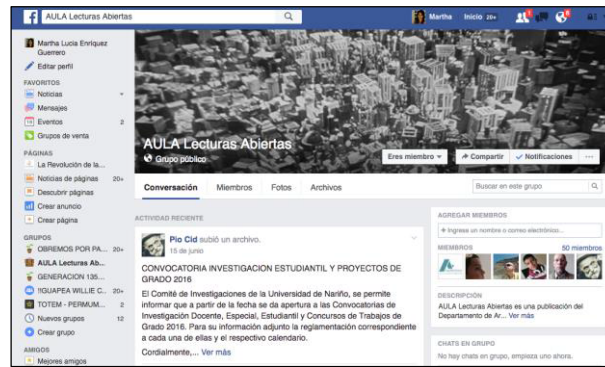 AULA Lecturas Abiertas
Martha Inicio 20+
Martha Lucia Enriquez
Guerrero
Editar perfil
FAVORITOS
Noticias
Mensajes
Eventos 2
Grupos de venta
PÁGINAS
La Revolución de la...
Noticias de páginas 20+
Descubrir páginas
Crear anuncio
Crear página
GRUPOS
OBREMOS POR PA... 20+
AULA Lecturas Ab...
GENERACION 135...
!!GUAPEA WILLIE C... 20+
TOTEM - PERMUM... 2
Nuevos grupos 12
Crear grupo
AMIGOS
Mejores amigos
AULA Lecturas Abiertas
Grupo público
Eres miembro
Compartir
Notificaciones
Conversación Miembros Fotos Archivos
Buscar en este grupo
ACTIVIDAD RECIENTE
Pio Cid subió un archivo.
15 de junio
CONVOCATORIA INVESTIGACION ESTUDIANTIL Y PROYECTOS DE
GRADO 2016
El Comité de Investigaciones de la Universidad de Nariño, se permite
informar que a partir de la fecha se da apertura a las Convocatorias de
Investigación Docente, Especial, Estudiantil y Concursos de Trabajos de
Grado 2016. Para su información adjunto la reglamentación correspondiente
a cada una de ellas y el respectivo calendario.
Cordialmente,... Ver más
AGREGAR MIEMBROS
+ Ingresa un nombre o correo electrónico...
MIEMBROS 50 miembros
DESCRIPCIÓN
AULA Lecturas Abiertas es una publicación del
Departamento de Ar... Ver más
CHATS EN GRUPO
No hay chats en grupo, empieza uno ahora.